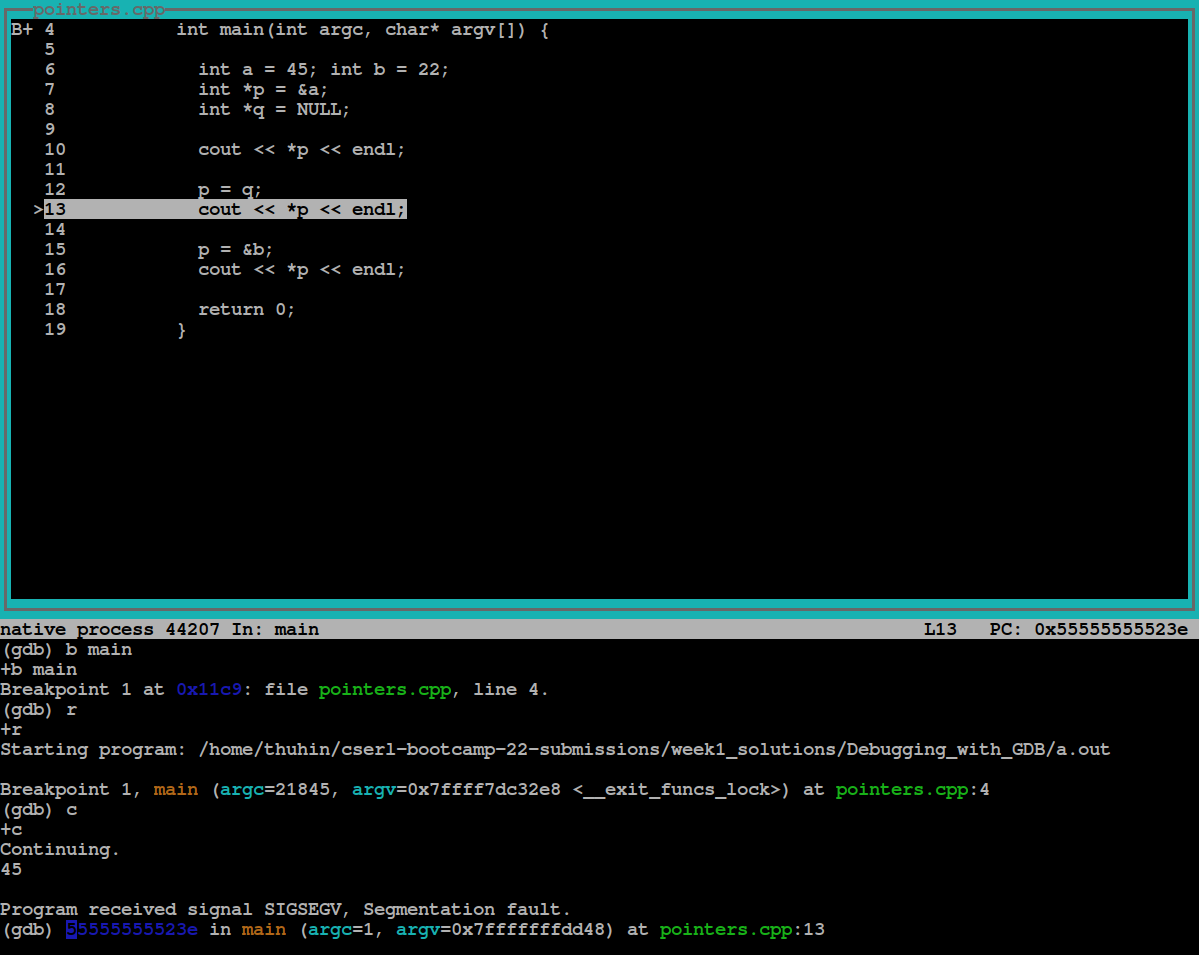 pointers.cpp
B+ 4 int main(int argc, char* argv[]) {
5
6 int a = 45; int b = 22;
7 int *p = &a;
8 int *q = NULL;
9
10 cout << *p << endl;
11
12 p = q;
>13 cout << *p << endl;
14
15 p = &b;
16 cout << *p << endl;
17
18 return 0;
19 }
native process 44207 In: main L13 PC: 0x55555555523e
(gdb) b main
+b main
Breakpoint 1 at 0x11c9: file pointers.cpp, line 4.
(gdb) r
+r
Starting program: /home/thuhin/cserl-bootcamp-22-submissions/week1_solutions/Debugging_with_GDB/a.out
Breakpoint 1, main (argc=21845, argv=0x7ffff7dc32e8 <__exit_funcs_lock>) at pointers.cpp:4
(gdb) c
+c
Continuing.
45
Program received signal SIGSEGV, Segmentation fault.
(gdb) 55555555523e in main (argc=1, argv=0x7fffffffdd48) at pointers.cpp:13